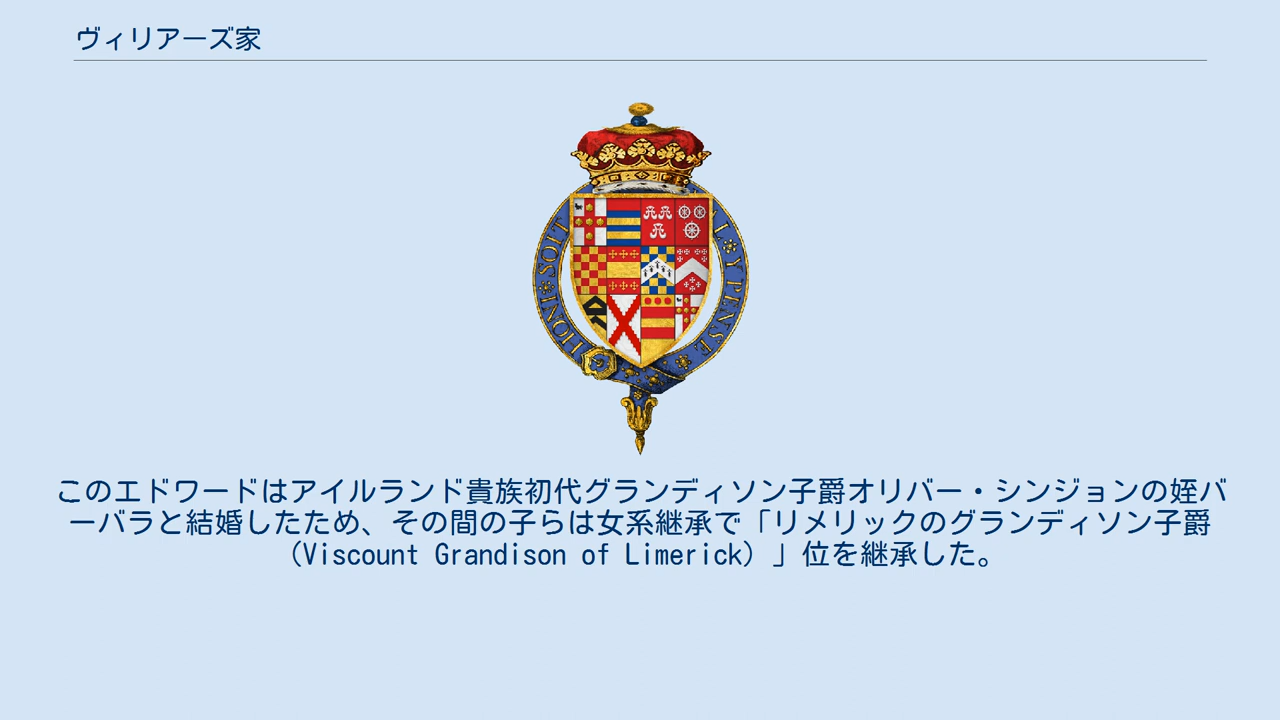 ヴィリアーズ家
HONI SOIT
L Y PENSE
このエドワードはアイルランド貴族初代グランディソン子爵オリバー・シンジョンの姪バ
ーバラと結婚したため、その間の子らは女系継承で「リメリックのグランディソン子爵
（Viscount Grandison of Limerick）」位を継承した。